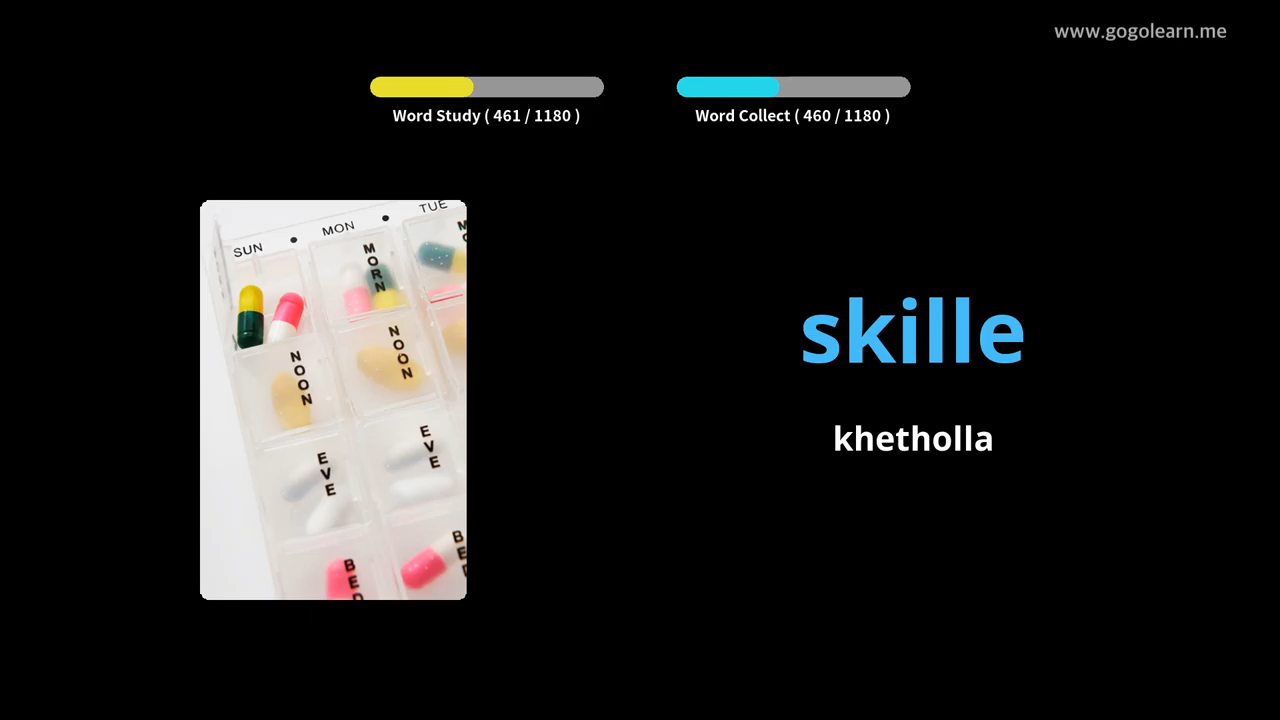 www.gogolearn.me
Word Study ( 461 / 1180 )
Word Collect ( 460 / 1180 )
SUN • MON • TUE
MORN
NOON
NOON
EVE
EVE
BED
skille
khetholla